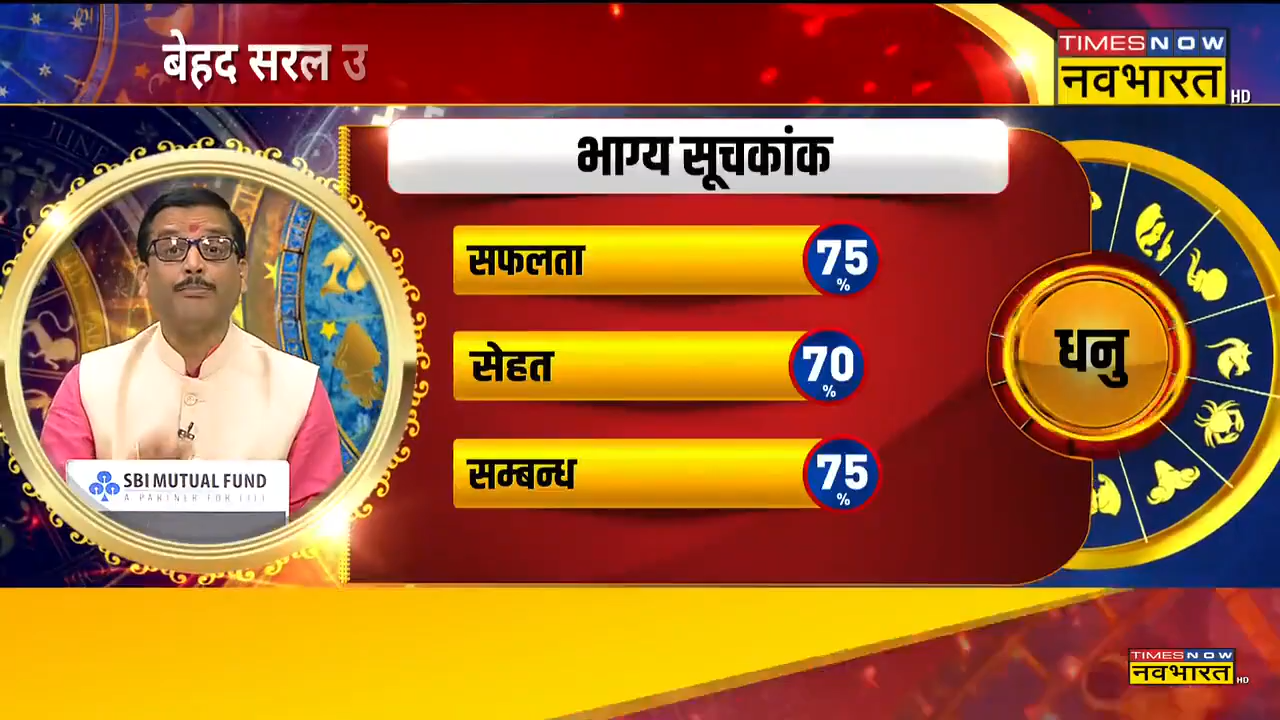 बेहद सरल उ
TIMES NOW
नवभारत
HD
भाग्य सूचकांक
सफलता 75 %
सेहत 70 %
सम्बन्ध 75 %
धनु
SBI MUTUAL FUND
A PARTNER FOR LIFE
TIMES NOW
नवभारत HD